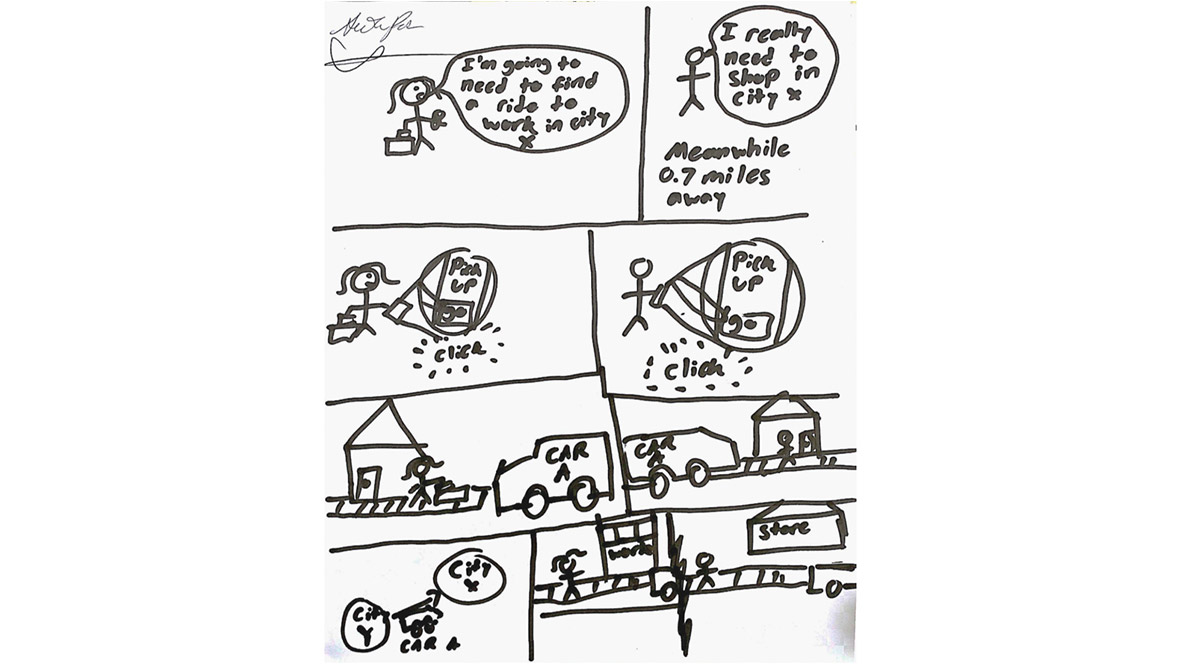 I'm going to
need to find
a ride to
work in city
X
I really
need to
shop in
city x
Meanwhile
0.7 miles
away
Pick
up
go
click
Pick
up
go
Click
CAR
A
CAR
A
City
X
City
Y
CAR A
work
Store